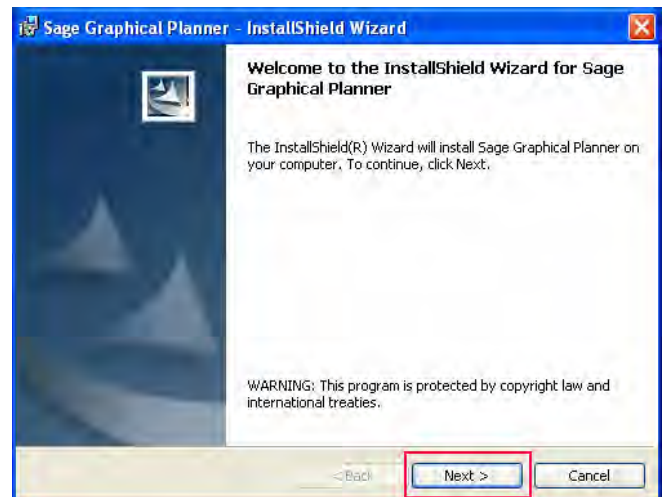 Sage Graphical Planner - InstallShield Wizard
Welcome to the InstallShield Wizard for Sage
Graphical Planner
The InstallShield(R) Wizard will install Sage Graphical Planner on
your computer. To continue, click Next.
WARNING: This program is protected by copyright law and
international treaties.
< Back Next > Cancel